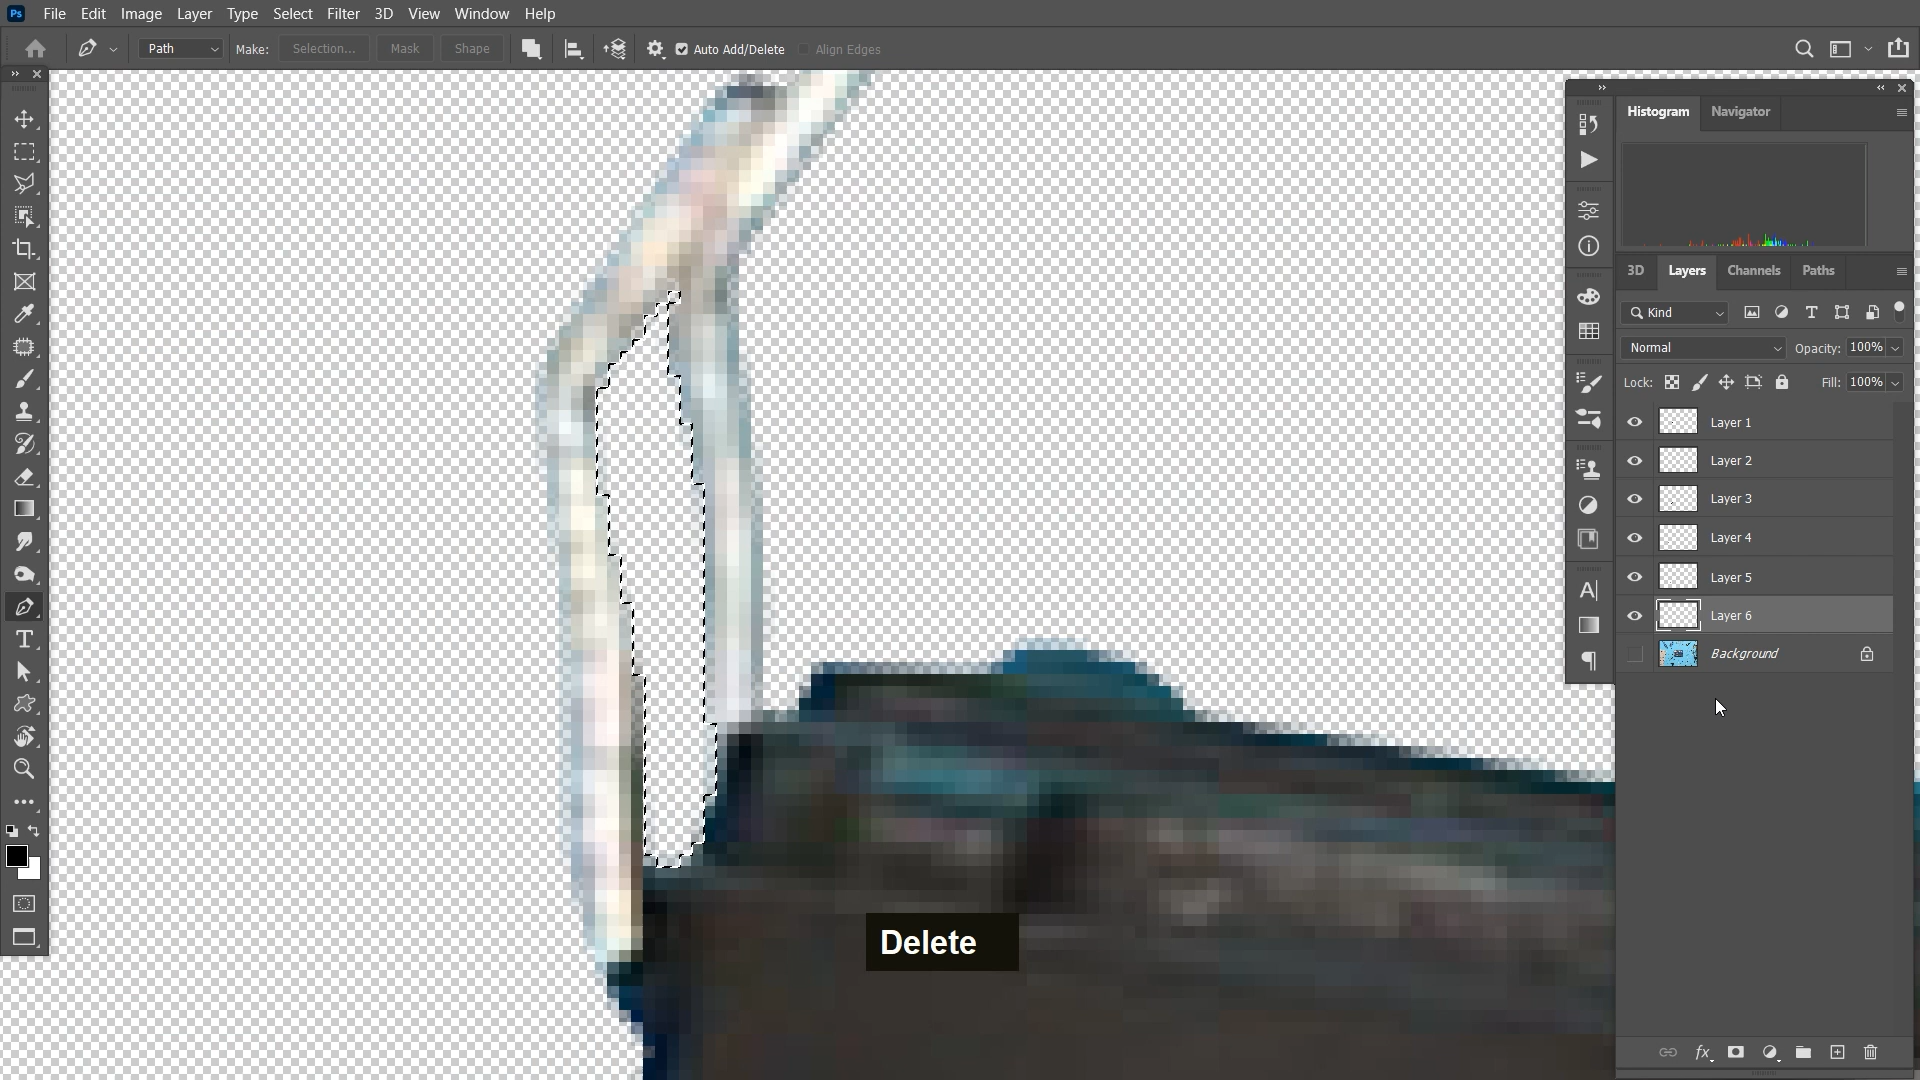 Ps File Edit Image Layer Type Select Filter 3D View Window Help
Path Make: Selection... Mask Shape Auto Add/Delete Align Edges
Histogram Navigator
3D Layers Channels Paths
Kind
Normal Opacity: 100%
Lock: Fill: 100%
Layer 1
Layer 2
Layer 3
Layer 4
Layer 5
Layer 6
Background
Delete
fx